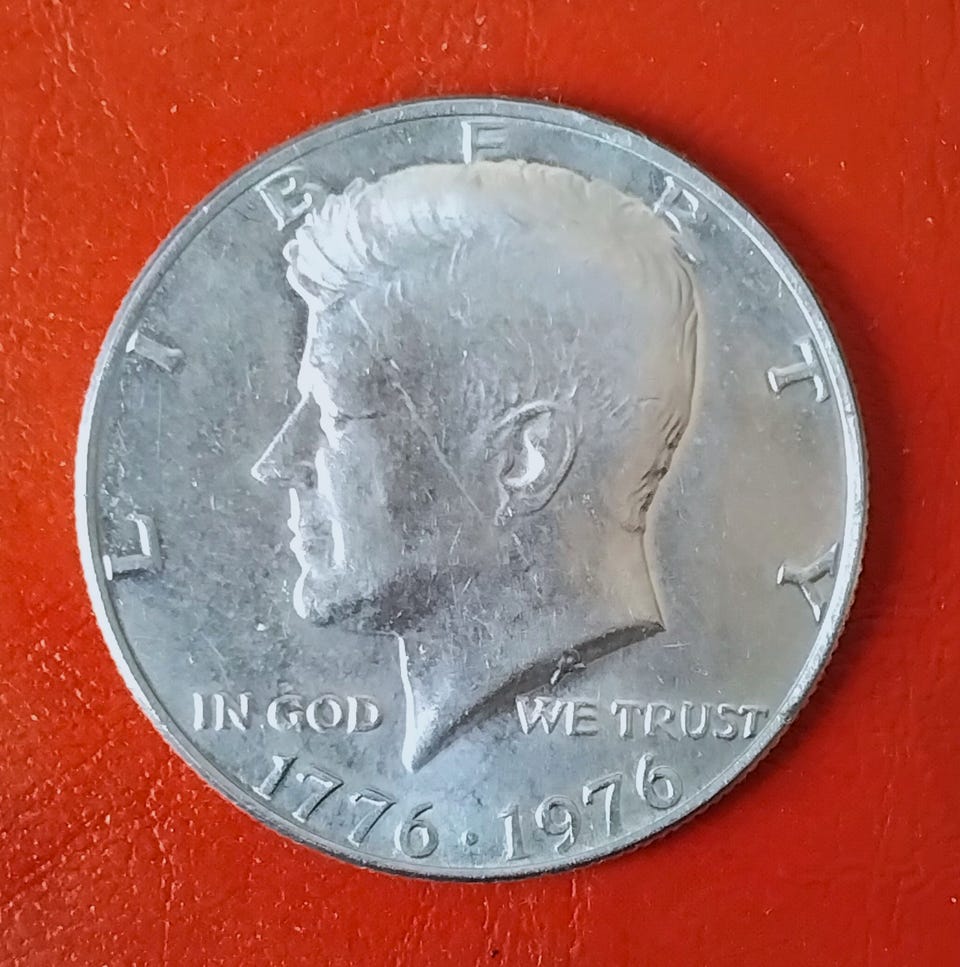 LIBERTY
IN GOD WE TRUST
1776 • 1976